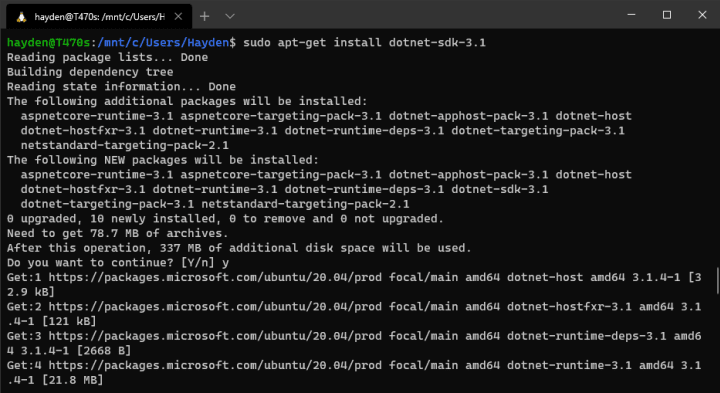 hayden@T470s: /mnt/c/Users/H
hayden@T470s:/mnt/c/Users/Hayden$ sudo apt-get install dotnet-sdk-3.1
Reading package lists... Done
Building dependency tree
Reading state information... Done
The following additional packages will be installed:
  aspnetcore-runtime-3.1 aspnetcore-targeting-pack-3.1 dotnet-apphost-pack-3.1 dotnet-host
  dotnet-hostfxr-3.1 dotnet-runtime-3.1 dotnet-runtime-deps-3.1 dotnet-targeting-pack-3.1
  netstandard-targeting-pack-2.1
The following NEW packages will be installed:
  aspnetcore-runtime-3.1 aspnetcore-targeting-pack-3.1 dotnet-apphost-pack-3.1 dotnet-host
  dotnet-hostfxr-3.1 dotnet-runtime-3.1 dotnet-runtime-deps-3.1 dotnet-sdk-3.1
  dotnet-targeting-pack-3.1 netstandard-targeting-pack-2.1
0 upgraded, 10 newly installed, 0 to remove and 0 not upgraded.
Need to get 78.7 MB of archives.
After this operation, 337 MB of additional disk space will be used.
Do you want to continue? [Y/n] y
Get:1 https://packages.microsoft.com/ubuntu/20.04/prod focal/main amd64 dotnet-host amd64 3.1.4-1 [3
2.9 kB]
Get:2 https://packages.microsoft.com/ubuntu/20.04/prod focal/main amd64 dotnet-hostfxr-3.1 amd64 3.1
.4-1 [121 kB]
Get:3 https://packages.microsoft.com/ubuntu/20.04/prod focal/main amd64 dotnet-runtime-deps-3.1 amd6
4 3.1.4-1 [2668 B]
Get:4 https://packages.microsoft.com/ubuntu/20.04/prod focal/main amd64 dotnet-runtime-3.1 amd64 3.1
.4-1 [21.8 MB]